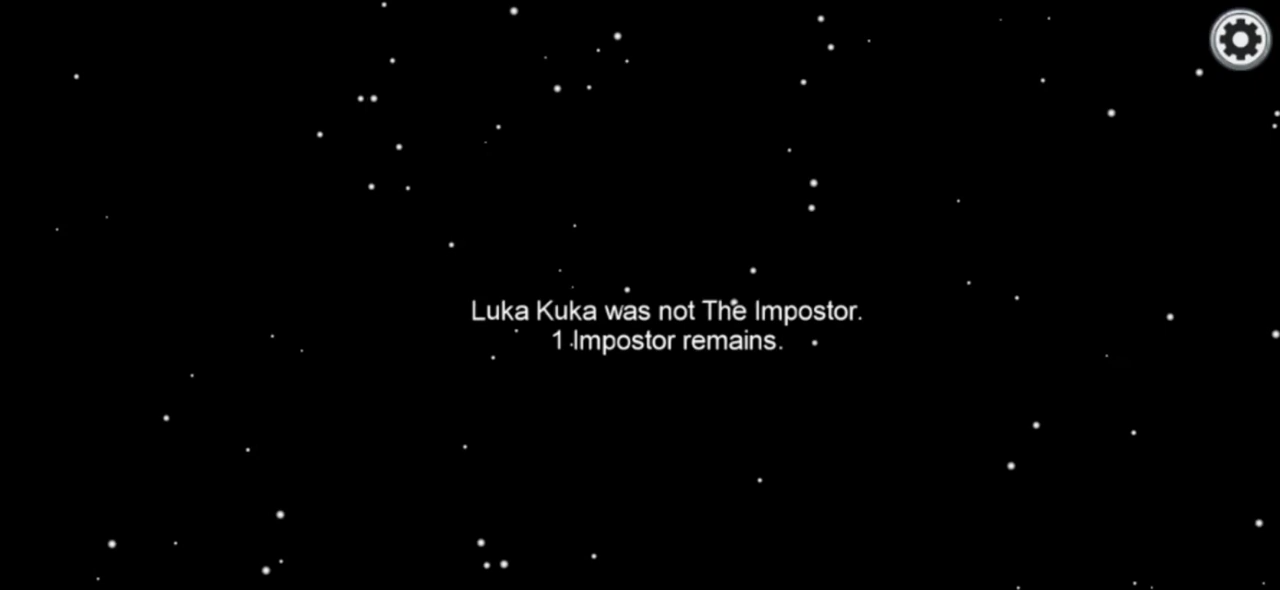 Luka Kuka was not The Impostor.
1 Impostor remains.